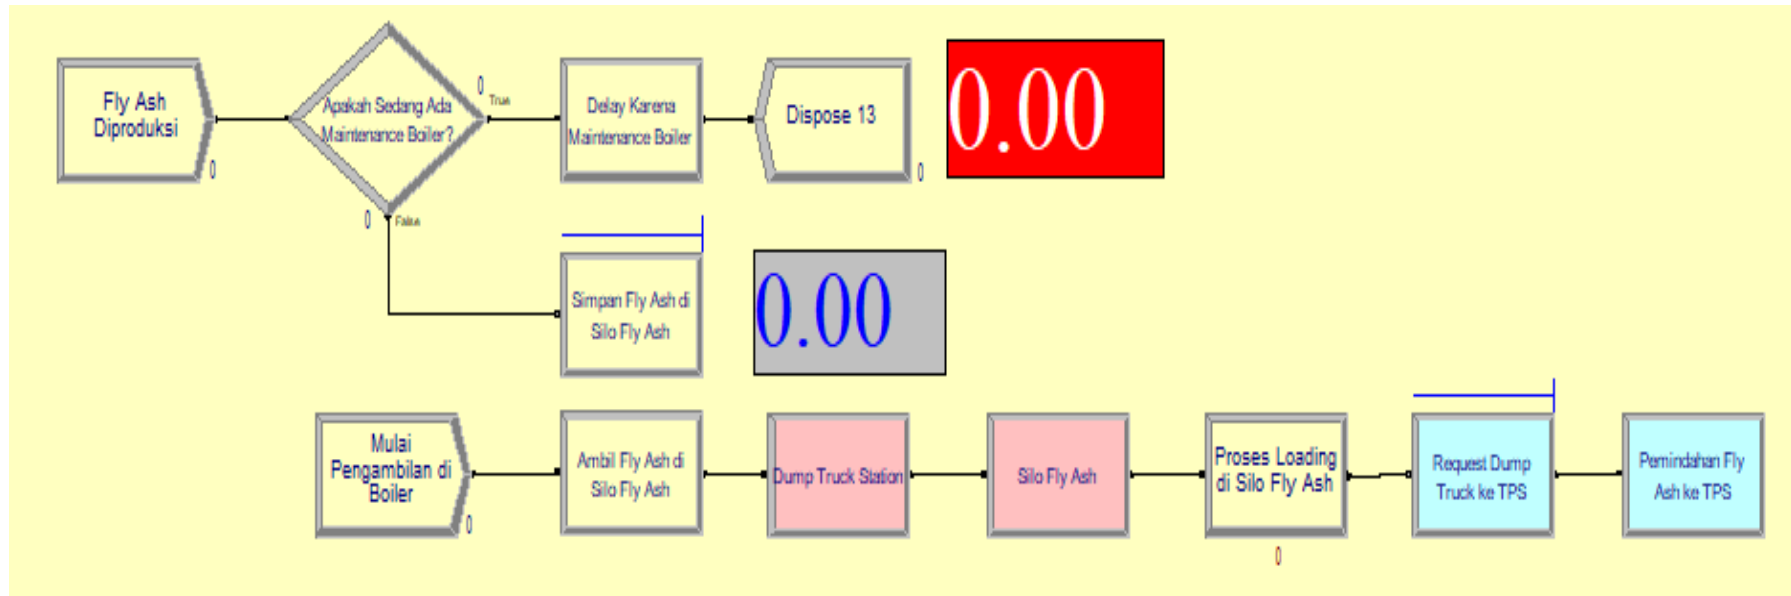 Fly Ash
Diproduksi
0
Apakah Sedang Ada
Maintenance Boiler?
0
True
0
False
Delay Karena
Maintenance Boiler
Dispose 13
0
0.00
Simpan Fly Ash di
Silo Fly Ash
0.00
Mulai
Pengambilan di
Boiler
0
Ambil Fly Ash di
Silo Fly Ash
Dump Truck Station
Silo Fly Ash
Proses Loading
di Silo Fly Ash
0
Request Dump
Truck ke TPS
Pemindahan Fly
Ash ke TPS